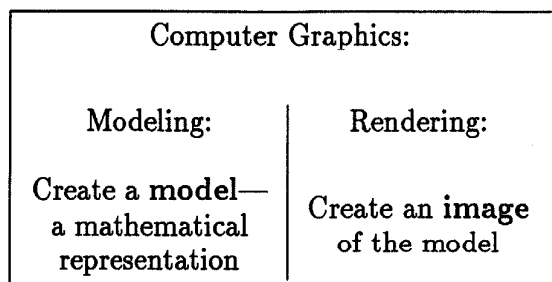 Computer Graphics:
Modeling:
Create a model—
a mathematical
representation
Rendering:
Create an image
of the model